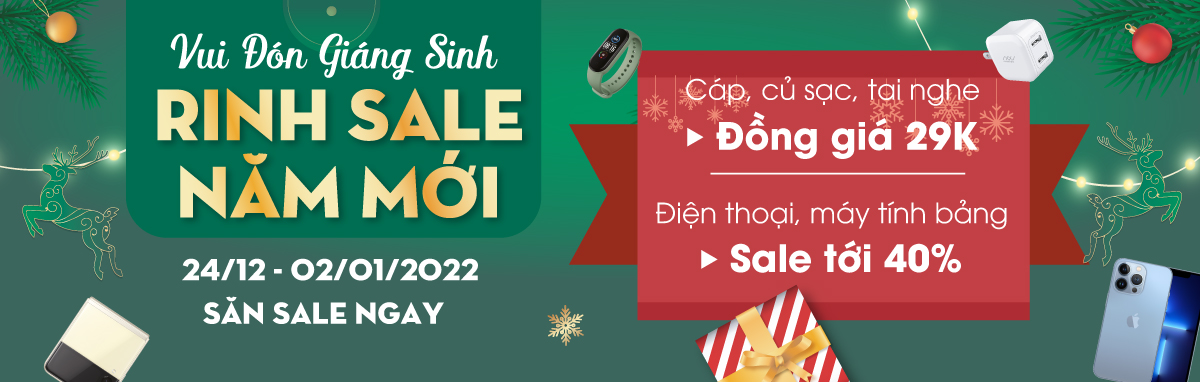 Vui Đón Giáng Sinh
RINH SALE
NĂM MỚI
24/12 - 02/01/2022
SĂN SALE NGAY
Cáp, củ sạc, tai nghe
Đồng giá 29K
Điện thoại, máy tính bảng
Sale tới 40%